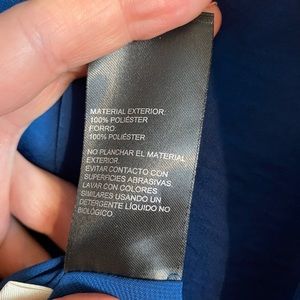 MATERIAL EXTERIOR:
100% POLIÉSTER
FORRO:
100% POLIÉSTER
NO PLANCHAR EL MATERIAL
EXTERIOR.
EVITAR CONTACTO CON
SUPERFICIES ABRASIVAS.
LAVAR CON COLORES
SIMILARES USANDO UN
DETERGENTE LÍQUIDO NO
BIOLÓGICO.